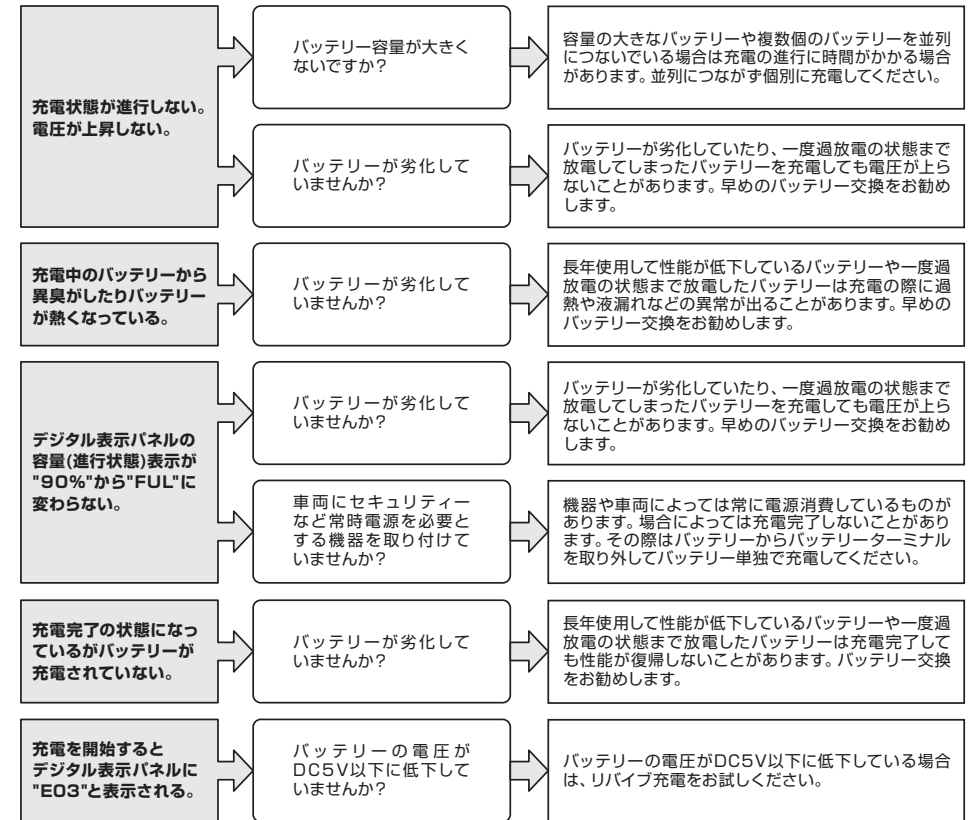 充電状態が進行しない。
電圧が上昇しない。
バッテリー容量が大きく
ないですか？
容量の大きなバッテリーや複数個のバッテリーを並列
につないでいる場合は充電の進行に時間がかかる場合
があります。並列につながず個別に充電してください。
バッテリーが劣化して
いませんか？
バッテリーが劣化していたり、一度過放電の状態まで
放電してしまったバッテリーを充電しても電圧が上ら
ないことがあります。早めのバッテリー交換をお勧め
します。
充電中のバッテリーから
異臭がしたりバッテリー
が熱くなっている。
バッテリーが劣化して
いませんか？
長年使用して性能が低下しているバッテリーや一度過
放電の状態まで放電したバッテリーは充電の際に過
熱や液漏れなどの異常が出ることがあります。早めの
バッテリー交換をお勧めします。
デジタル表示パネルの
容量(進行状態)表示が
"90%"から"FUL"に
変わらない。
バッテリーが劣化して
いませんか？
バッテリーが劣化していたり、一度過放電の状態まで
放電してしまったバッテリーを充電しても電圧が上ら
ないことがあります。早めのバッテリー交換をお勧め
します。
車両にセキュリティー
など常時電源を必要と
する機器を取り付けて
いませんか？
機器や車両によっては常に電源消費しているものが
あります。場合によっては充電完了しないことがあり
ます。その際はバッテリーからバッテリーターミナル
を取り外してバッテリー単独で充電してください。
充電完了の状態になっ
ているがバッテリーが
充電されていない。
バッテリーが劣化して
いませんか？
長年使用して性能が低下しているバッテリーや一度過
放電の状態まで放電したバッテリーは充電完了して
も性能が復帰しないことがあります。バッテリー交換
をお勧めします。
充電を開始すると
デジタル表示パネルに
"E03"と表示される。
バッテリーの電圧が
DC5V以下に低下して
いませんか？
バッテリーの電圧がDC5V以下に低下している場合
は、リバイブ充電をお試しください。